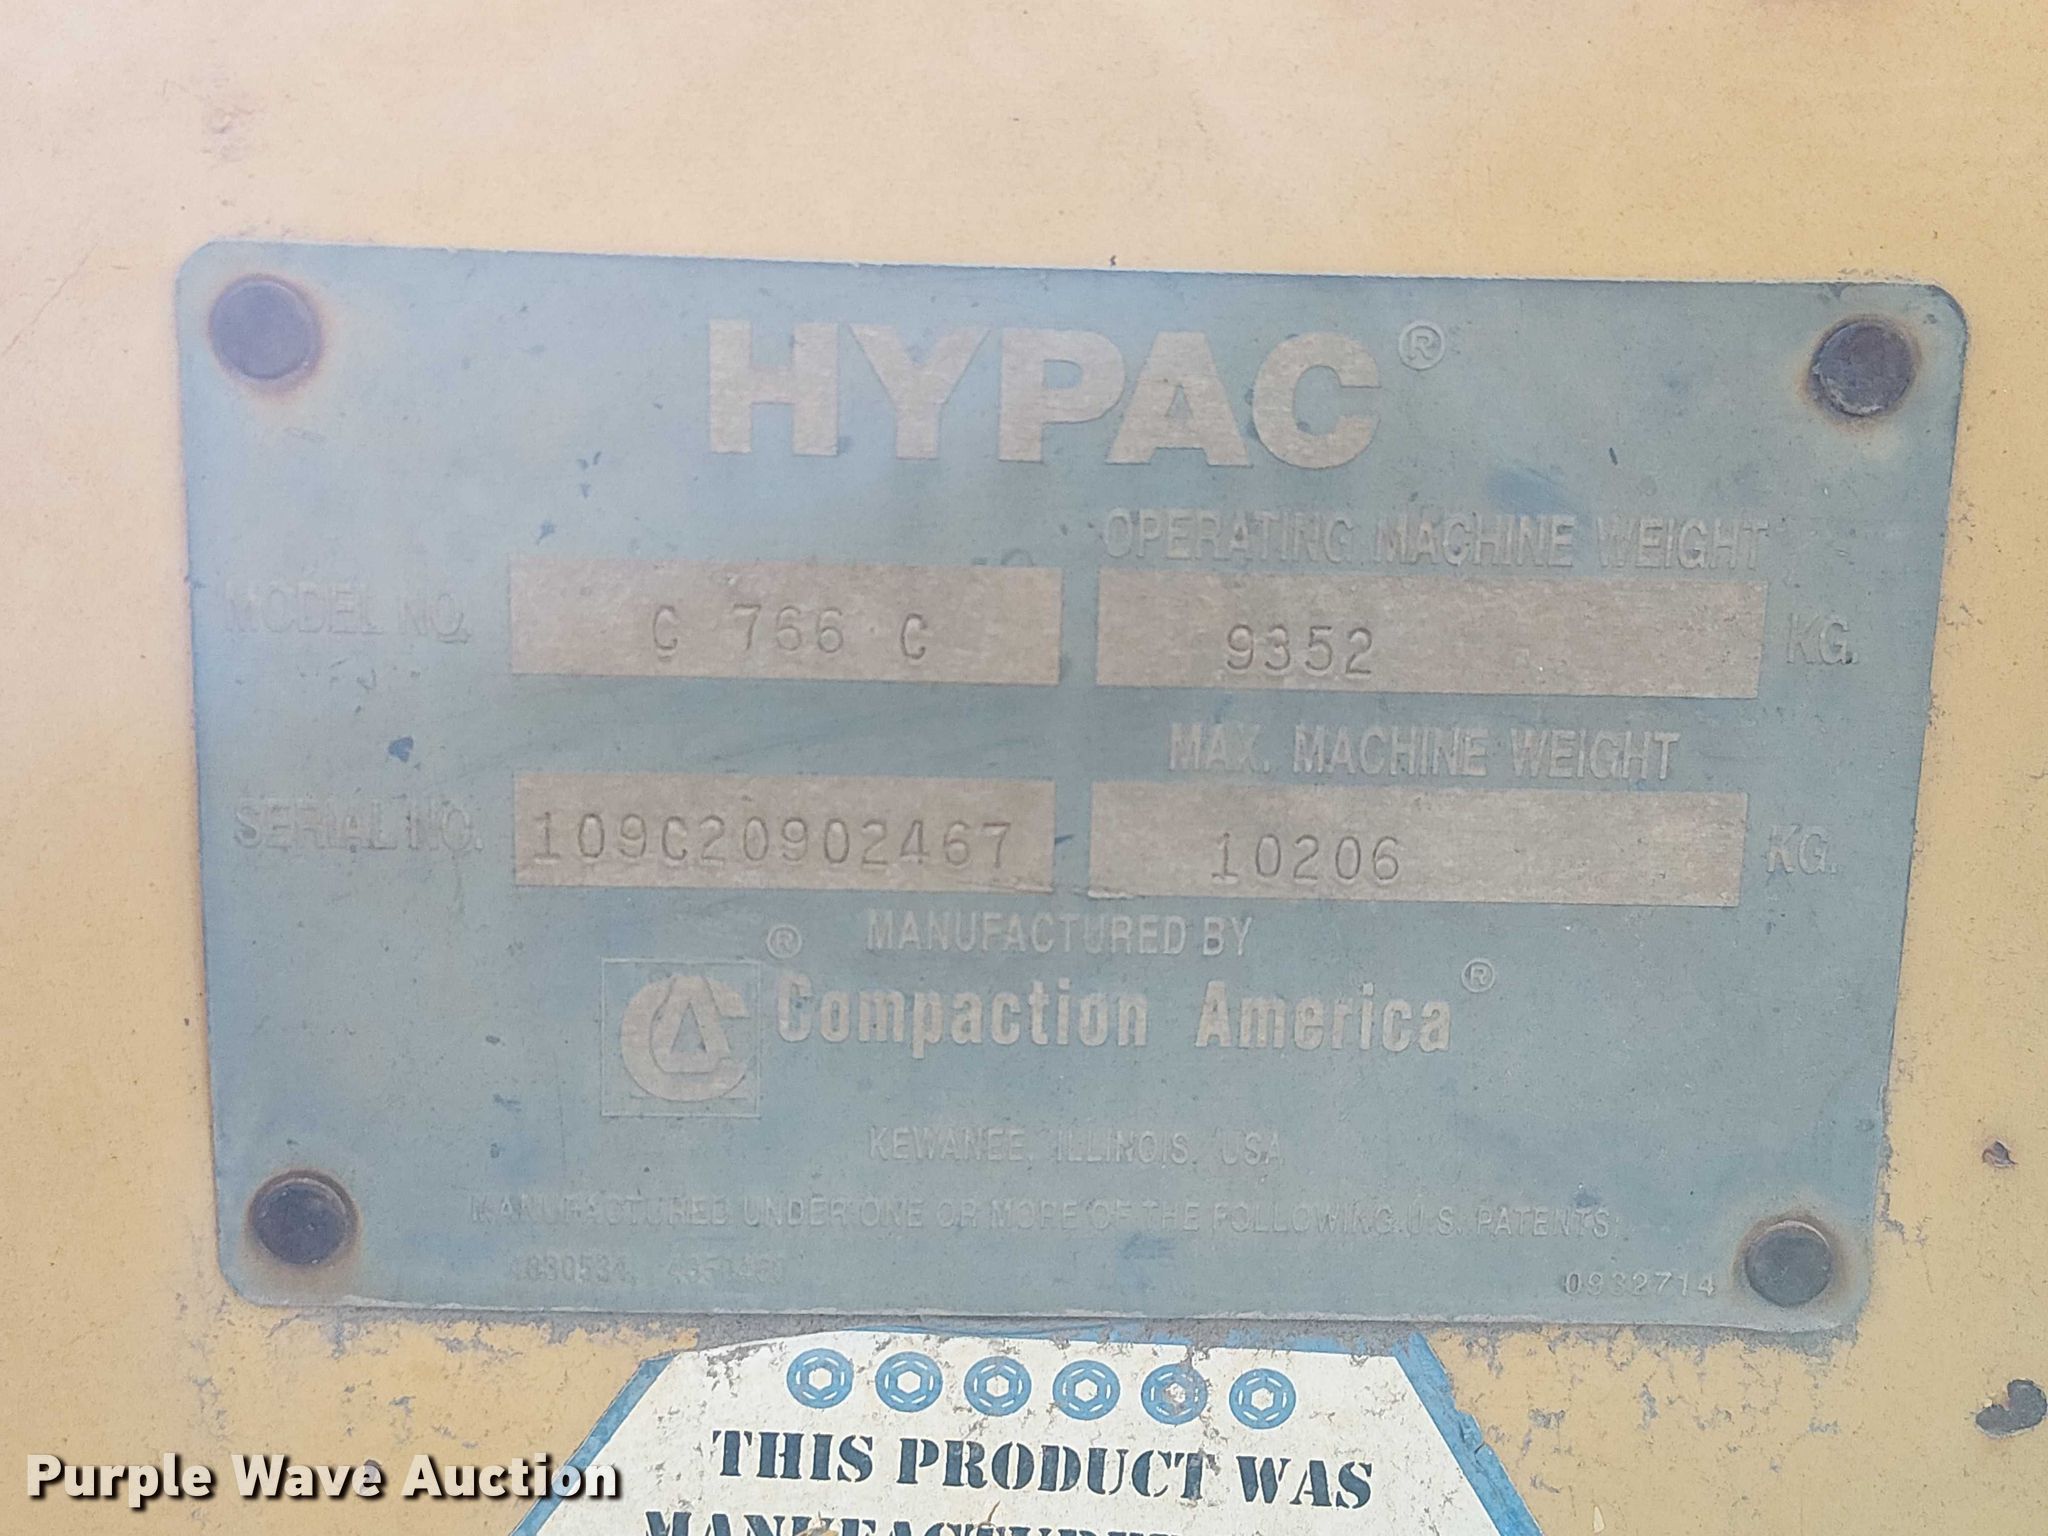 HYPAC®
OPERATING MACHINE WEIGHT
MODEL NO. C 766 C 9352 KG.
MAX. MACHINE WEIGHT
SERIAL NO. 109C20902467 10206 KG.
MANUFACTURED BY
® Compaction America®
KEWANEE, ILLINOIS, USA
MANUFACTURED UNDER ONE OR MORE OF THE FOLLOWING U.S. PATENTS:
0932714
THIS PRODUCT WAS
Purple Wave Auction